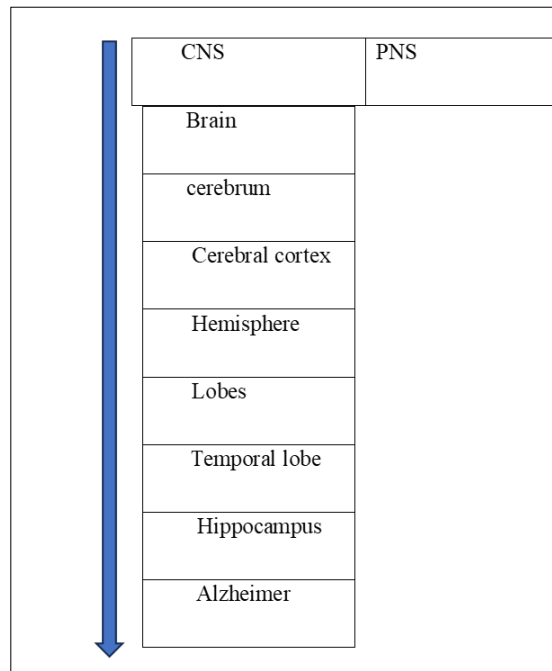 CNS PNS
Brain
cerebrum
Cerebral cortex
Hemisphere
Lobes
Temporal lobe
Hippocampus
Alzheimer